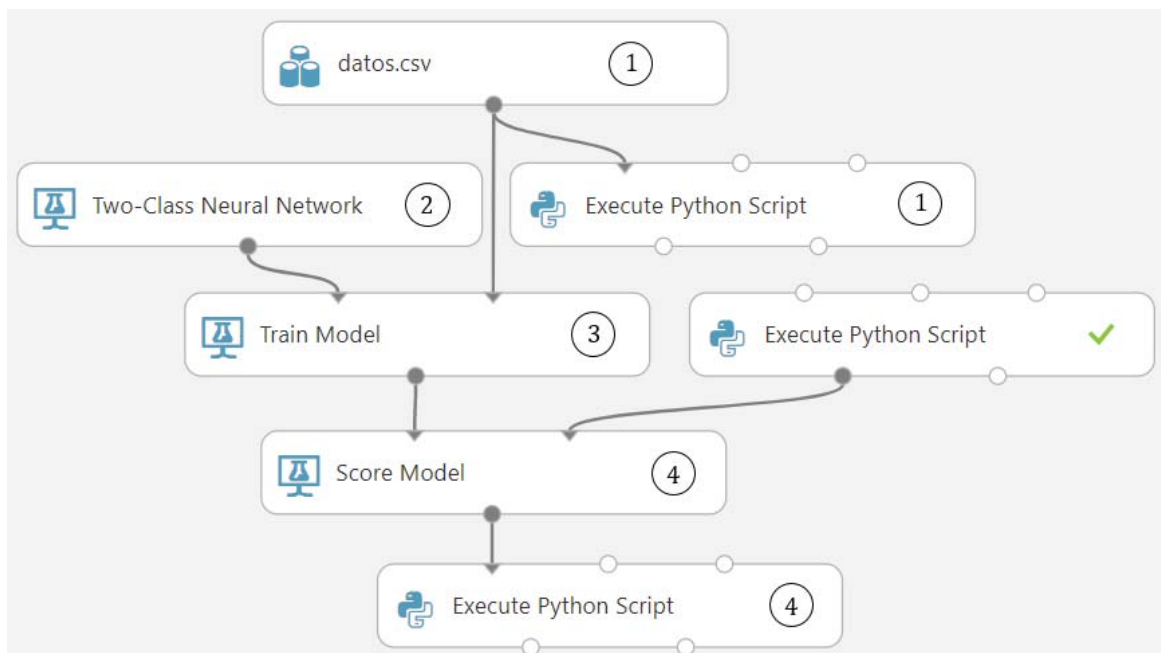 datos.csv 1
Two-Class Neural Network 2
Execute Python Script 1
Train Model 3
Execute Python Script
Score Model 4
Execute Python Script 4